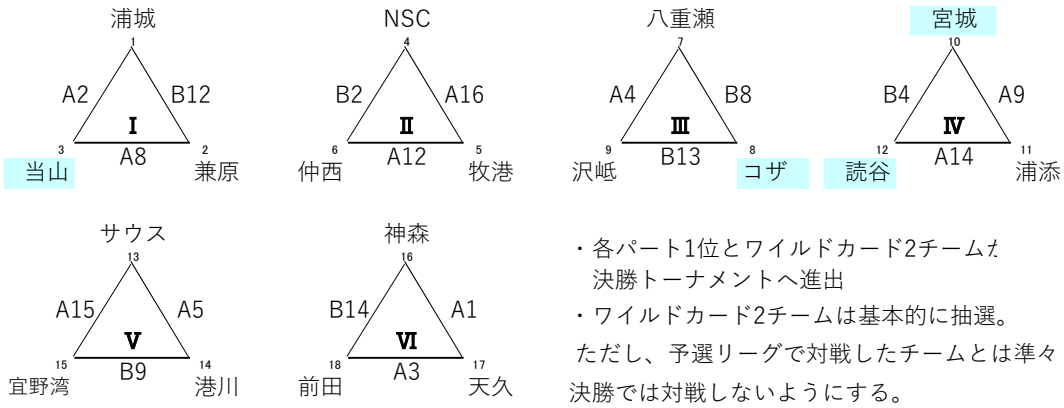 浦城 NSC 八重瀬 宮城
1 4 7 10
A2 B12 B2 A16 A4 B8 B4 A9
Ⅰ Ⅱ Ⅲ Ⅳ
3 2 6 5 9 8 12 11
A8 A12 B13 A14
当山 兼原 仲西 牧港 沢岻 コザ 読谷 浦添
サウス 神森
13 16
A15 A5 B14 A1
Ⅴ Ⅵ
15 14 18 17
B9 A3
宜野湾 港川 前田 天久
・各パート1位とワイルドカード2チームが
決勝トーナメントへ進出
・ワイルドカード2チームは基本的に抽選。
ただし、予選リーグで対戦したチームとは準々
決勝では対戦しないようにする。